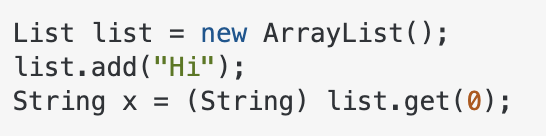 List list = new ArrayList();
list.add("Hi");
String x = (String) list.get(0);